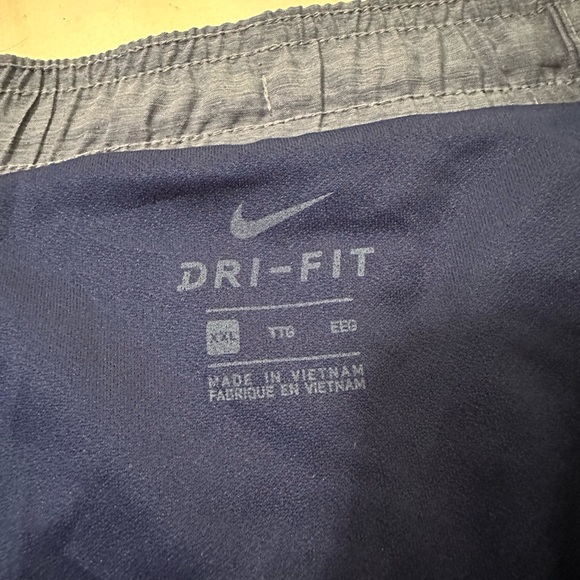 DRI-FIT
XXL TTG EEG
MADE IN VIETNAM
FABRIQUE EN VIETNAM